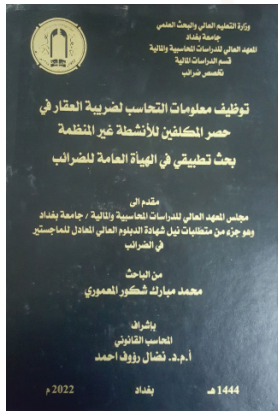 وزارة التعليم العالي والبحث العلمي
جامعة بغداد
المعهد العالي للدراسات المحاسبية والمالية
قسم الدراسات المالية
تخصص ضرائب
توظيف معلومات التحاسب لضريبة العقار في
حصر المكلفين للأنشطة غير المنظمة
بحث تطبيقي في الهيأة العامة للضرائب
مقدم الى
مجلس المعهد العالي للدراسات المحاسبية والمالية / جامعة بغداد
وهو جزء من متطلبات نيل شهادة الدبلوم العالي المعادل للماجستير
في الضرائب
من الباحث
محمد مبارك شكور المعموري
بإشراف
المحاسب القانوني
أ.م.د. نضال رؤوف احمد
1444 هـ بغداد 2022 م